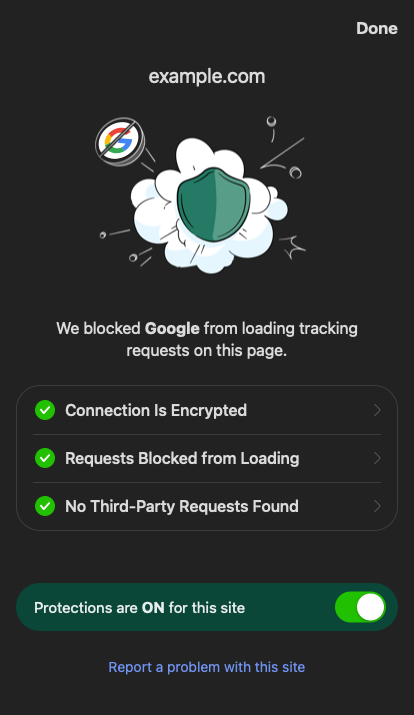 Done
example.com
We blocked Google from loading tracking
requests on this page.
Connection Is Encrypted
Requests Blocked from Loading
No Third-Party Requests Found
Protections are ON for this site
Report a problem with this site